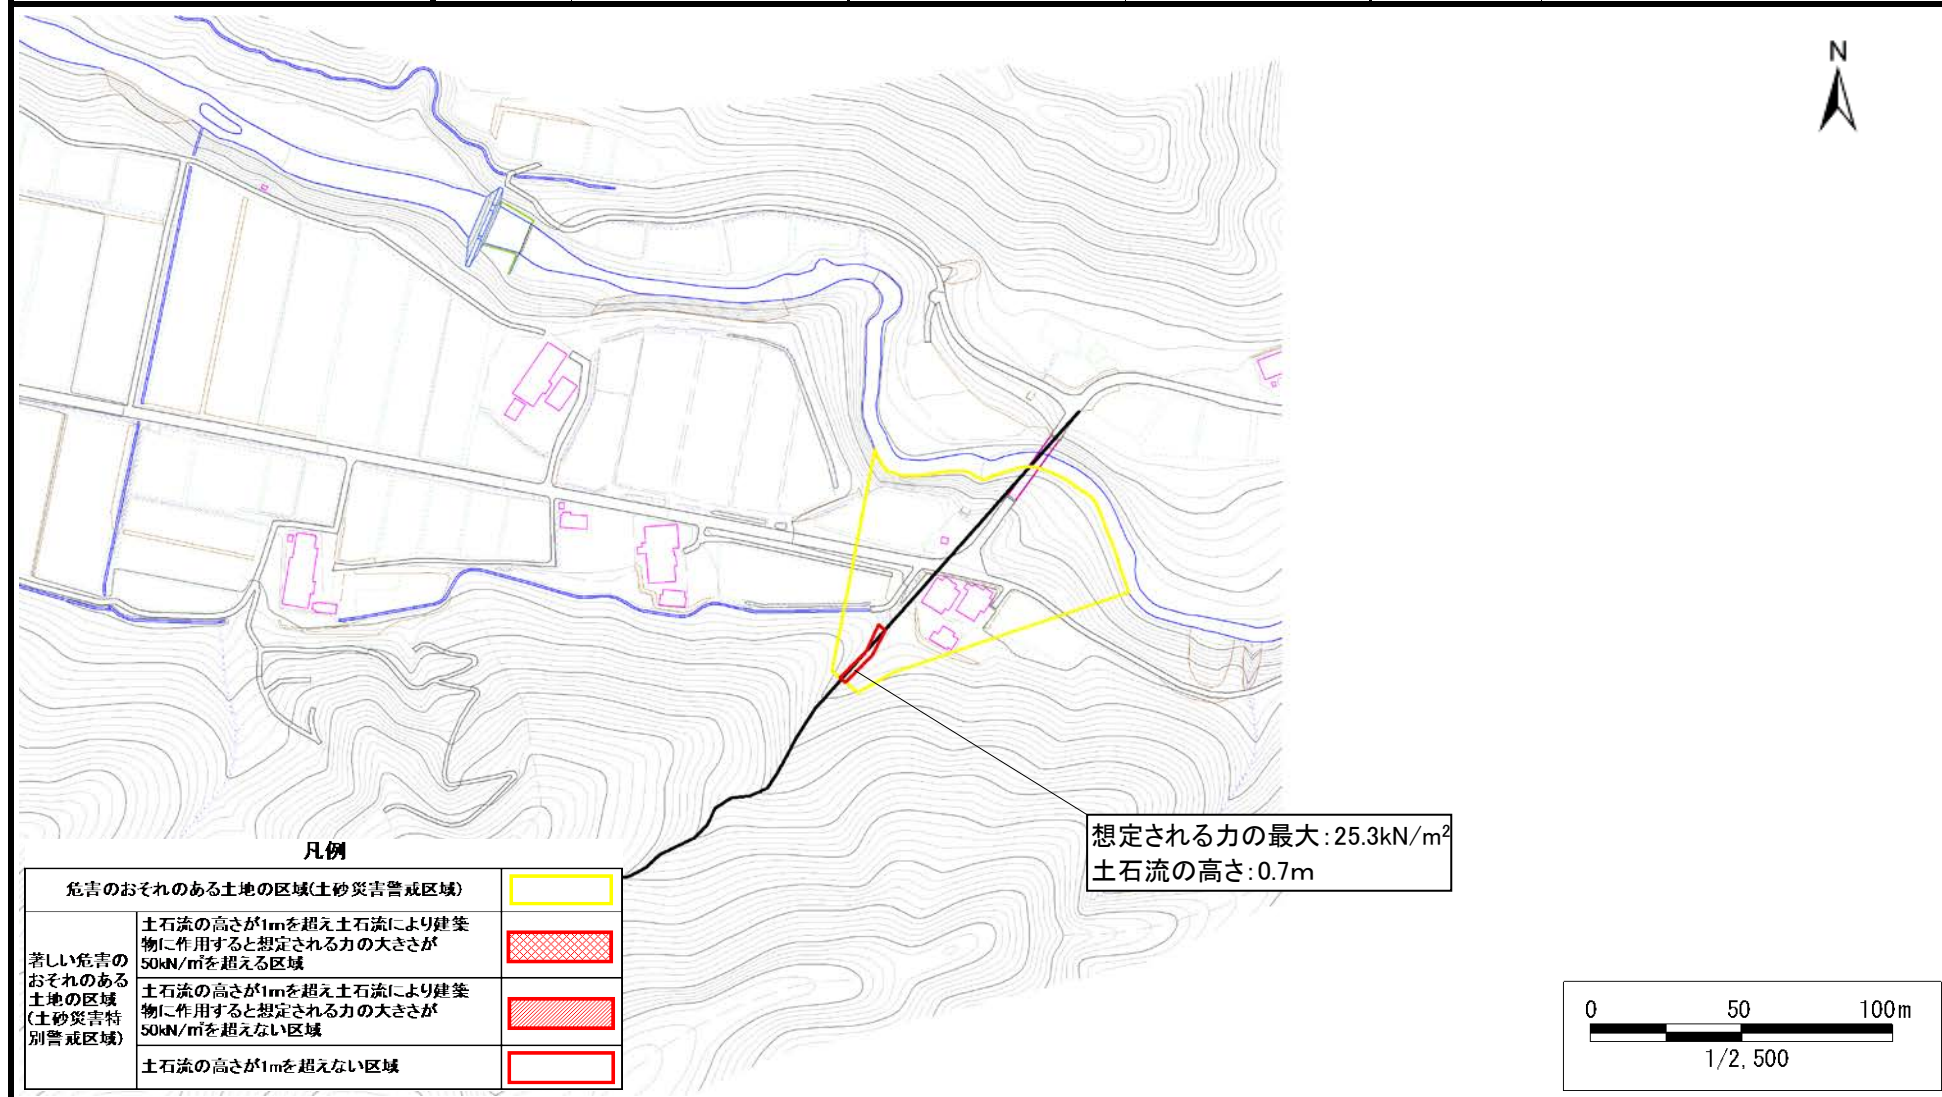 N
想定される力の最大:25.3kN/m²
土石流の高さ:0.7m
凡例
危害のおそれのある土地の区域(土砂災害警戒区域)
著しい危害の
おそれのある
土地の区域
(土砂災害特
別警戒区域)
土石流の高さが1mを超え土石流により建築
物に作用すると想定される力の大きさが
50kN/㎡を超える区域
土石流の高さが1mを超え土石流により建築
物に作用すると想定される力の大きさが
50kN/㎡を超えない区域
土石流の高さが1mを超えない区域
0 50 100m
1/2,500